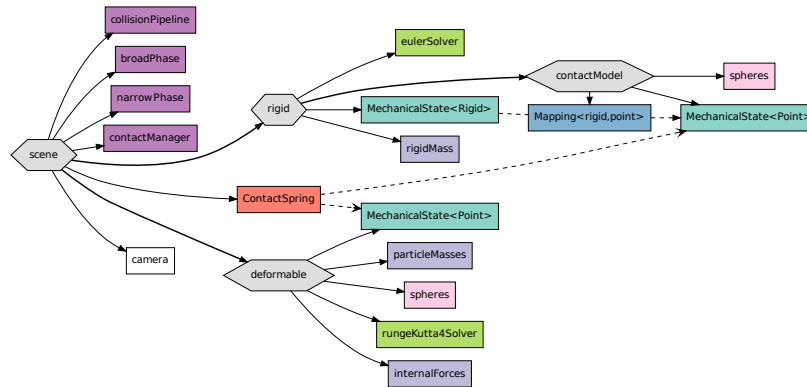 collisionPipeline
broadPhase
narrowPhase
contactManager
scene
camera
rigid
eulerSolver
MechanicalState<Rigid>
rigidMass
contactModel
spheres
Mapping<rigid,point>
MechanicalState<Point>
ContactSpring
MechanicalState<Point>
deformable
particleMasses
spheres
rungeKutta4Solver
internalForces